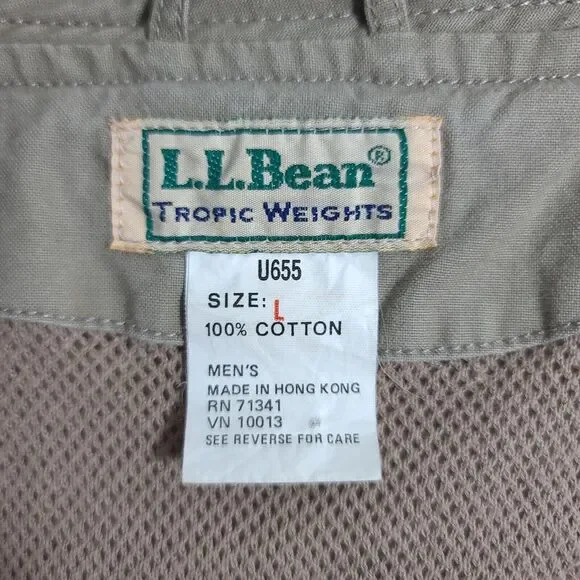 L.L.Bean®
TROPIC WEIGHTS
U655
SIZE: L
100% COTTON
MEN'S
MADE IN HONG KONG
RN 71341
VN 10013
SEE REVERSE FOR CARE